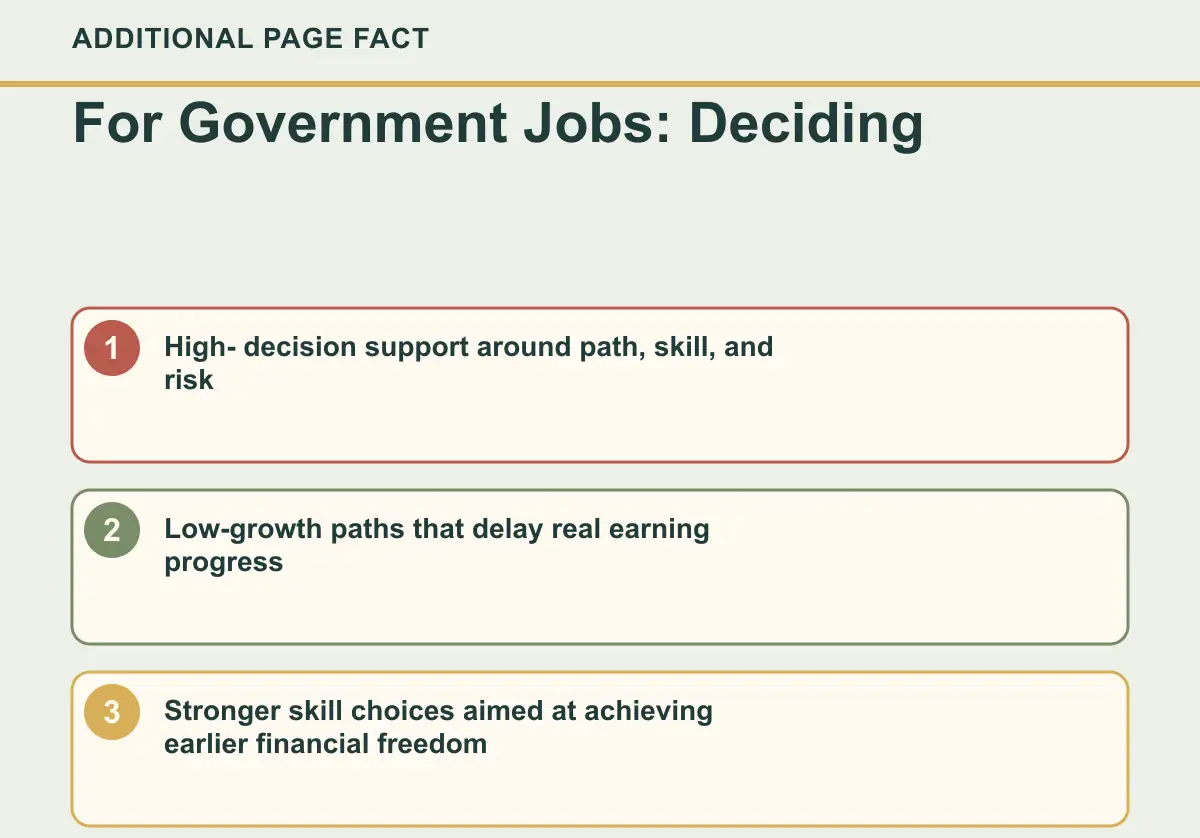 ADDITIONAL PAGE FACT
For Government Jobs: Deciding
1
High- decision support around path, skill, and
risk
2
Low-growth paths that delay real earning
progress
3
Stronger skill choices aimed at achieving
earlier financial freedom